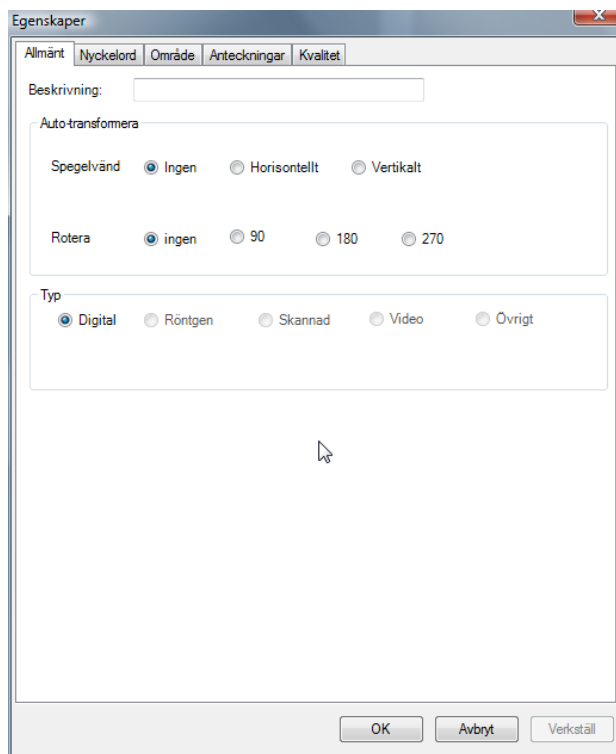 Egenskaper
Allmänt Nyckelord Område Anteckningar Kvalitet
Beskrivning:
Auto-transformera
Spegelvänd Ingen Horisontellt Vertikalt
Rotera ingen 90 180 270
Typ
Digital Röntgen Skannad Video Övrigt
OK Avbryt Verkställ